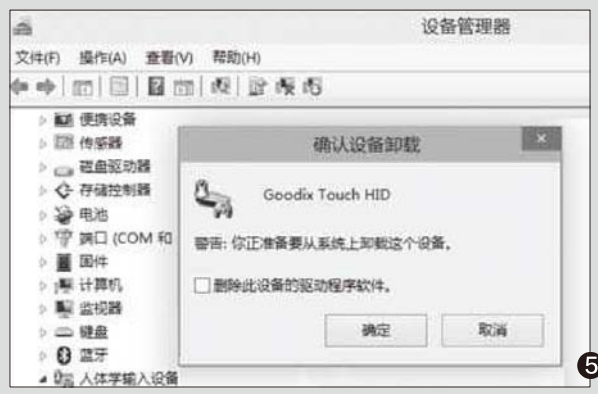 设备管理器
文件(F) 操作(A) 查看(V) 帮助(H)
便携设备
传感器
磁盘驱动器
存储控制器
电池
端口 (COM 和
固件
计算机
监视器
键盘
蓝牙
人体学输入设备
确认设备卸载
Goodix Touch HID
警告: 你正准备要从系统上卸载这个设备。
删除此设备的驱动程序软件。
确定 取消
5